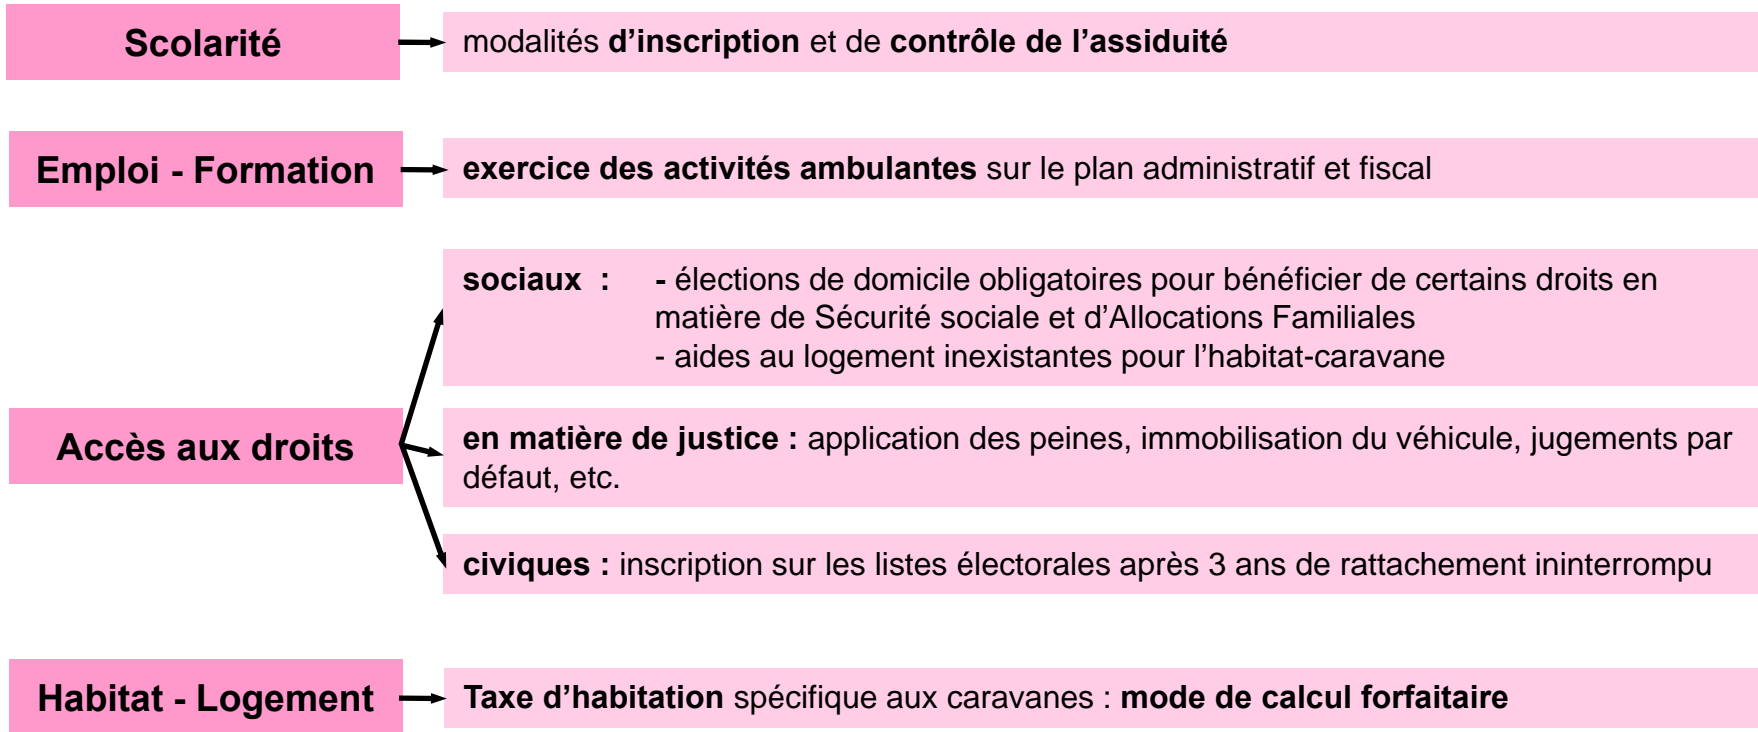 Scolarité
modalités d’inscription et de contrôle de l’assiduité
Emploi - Formation
exercice des activités ambulantes sur le plan administratif et fiscal
Accès aux droits
sociaux : - élections de domicile obligatoires pour bénéficier de certains droits en
matière de Sécurité sociale et d’Allocations Familiales
- aides au logement inexistantes pour l’habitat-caravane
en matière de justice : application des peines, immobilisation du véhicule, jugements par
défaut, etc.
civiques : inscription sur les listes électorales après 3 ans de rattachement ininterrompu
Habitat - Logement
Taxe d’habitation spécifique aux caravanes : mode de calcul forfaitaire